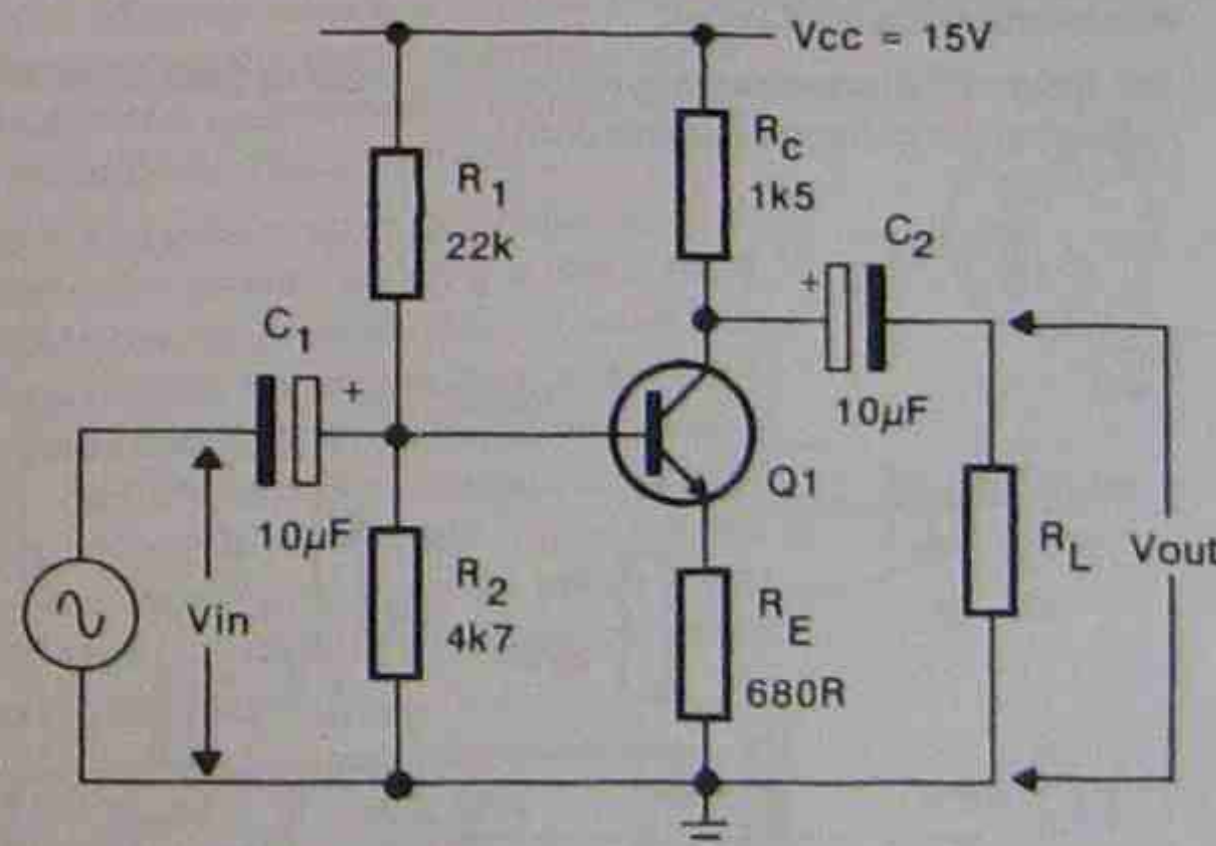 Vcc = 15V
R1
22k
RC
1k5
C2
+
10µF
C1
+
10µF
Q1
R2
4k7
Vin
RE
680R
RL
Vout